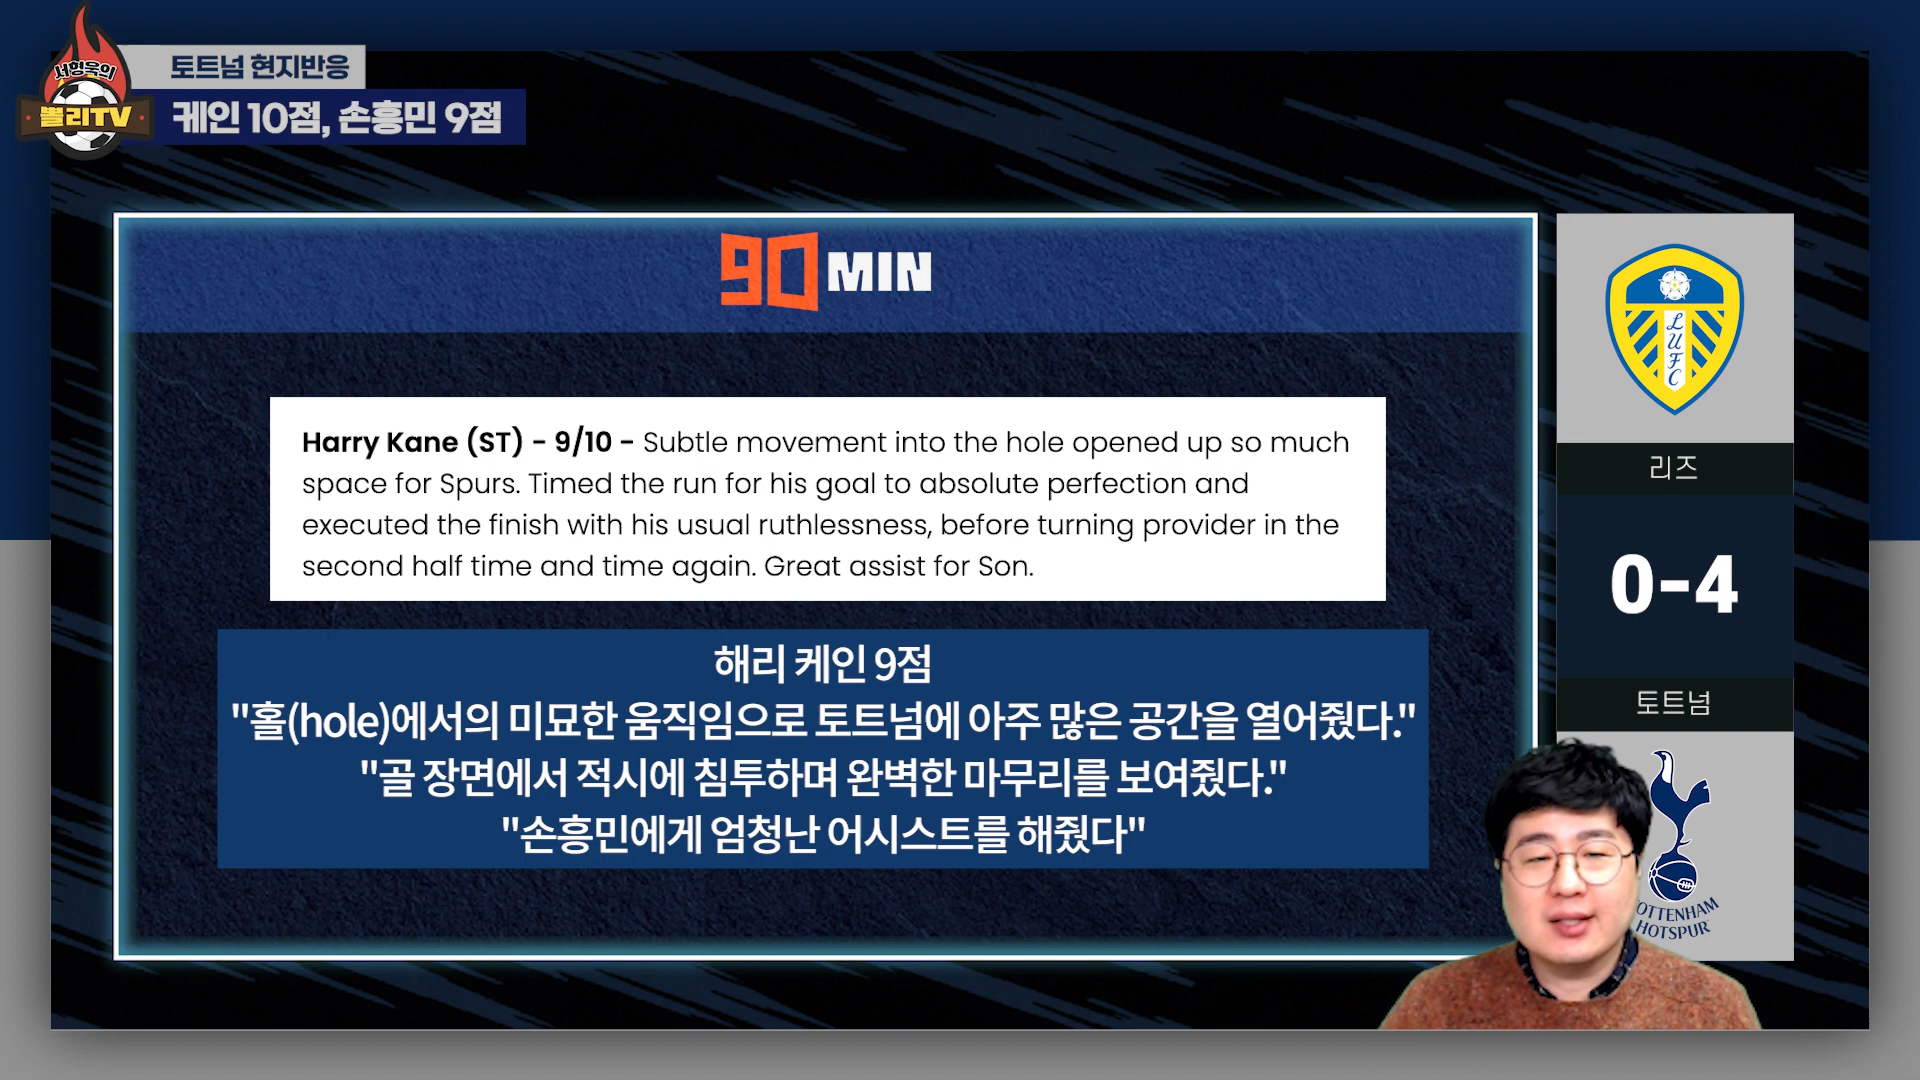 서형욱의
뽈리TV
토트넘 현지반응
케인 10점, 손흥민 9점
90MIN
Harry Kane (ST) - 9/10 - Subtle movement into the hole opened up so much
space for Spurs. Timed the run for his goal to absolute perfection and
executed the finish with his usual ruthlessness, before turning provider in the
second half time and time again. Great assist for Son.
해리 케인 9점
"홀(hole)에서의 미묘한 움직임으로 토트넘에 아주 많은 공간을 열어줬다."
"골 장면에서 적시에 침투하며 완벽한 마무리를 보여줬다."
"손흥민에게 엄청난 어시스트를 해줬다"
LUFC
리즈
0-4
토트넘
OTTENHAM
HOTSPUR